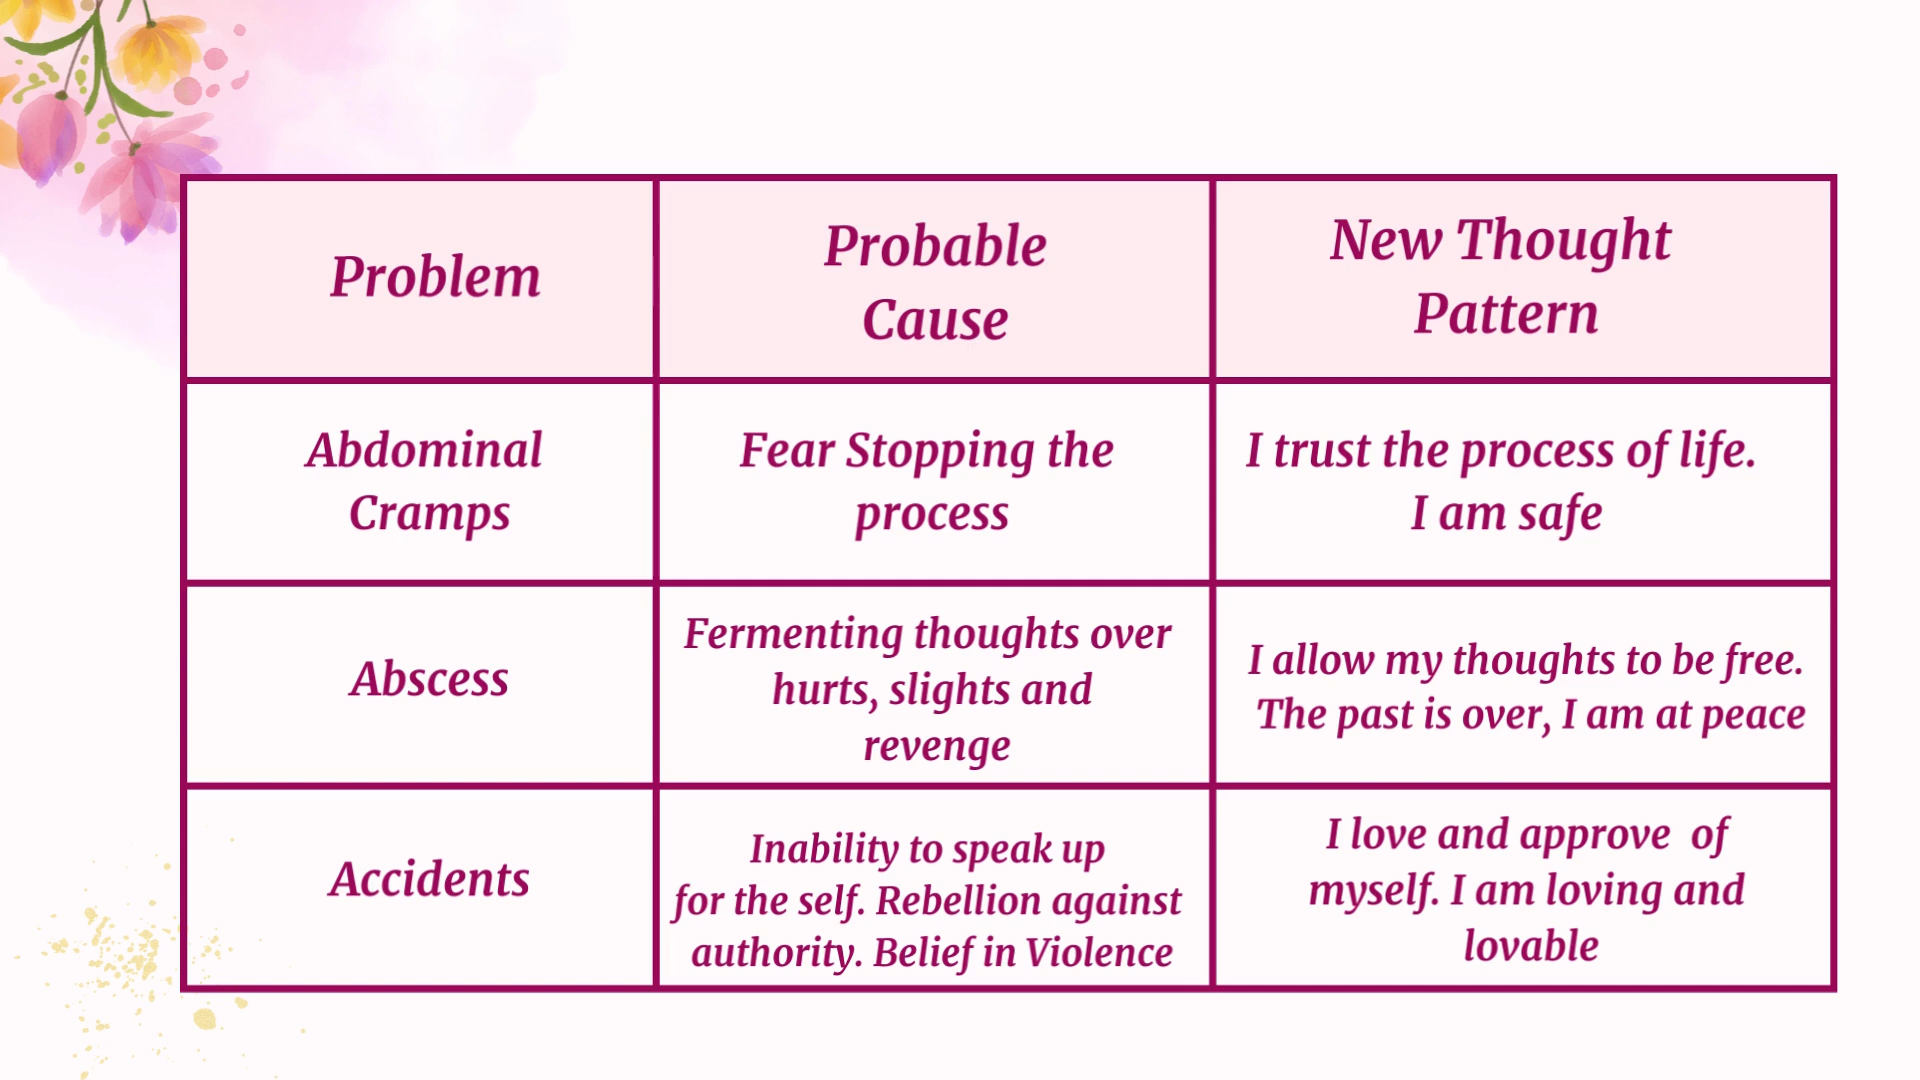 Problem
Probable
Cause
New Thought
Pattern
Abdominal
Cramps
Fear Stopping the
process
I trust the process of life.
I am safe
Abscess
Fermenting thoughts over
hurts, slights and
revenge
I allow my thoughts to be free.
The past is over, I am at peace
Accidents
Inability to speak up
for the self. Rebellion against
authority. Belief in Violence
I love and approve  of
myself. I am loving and
lovable